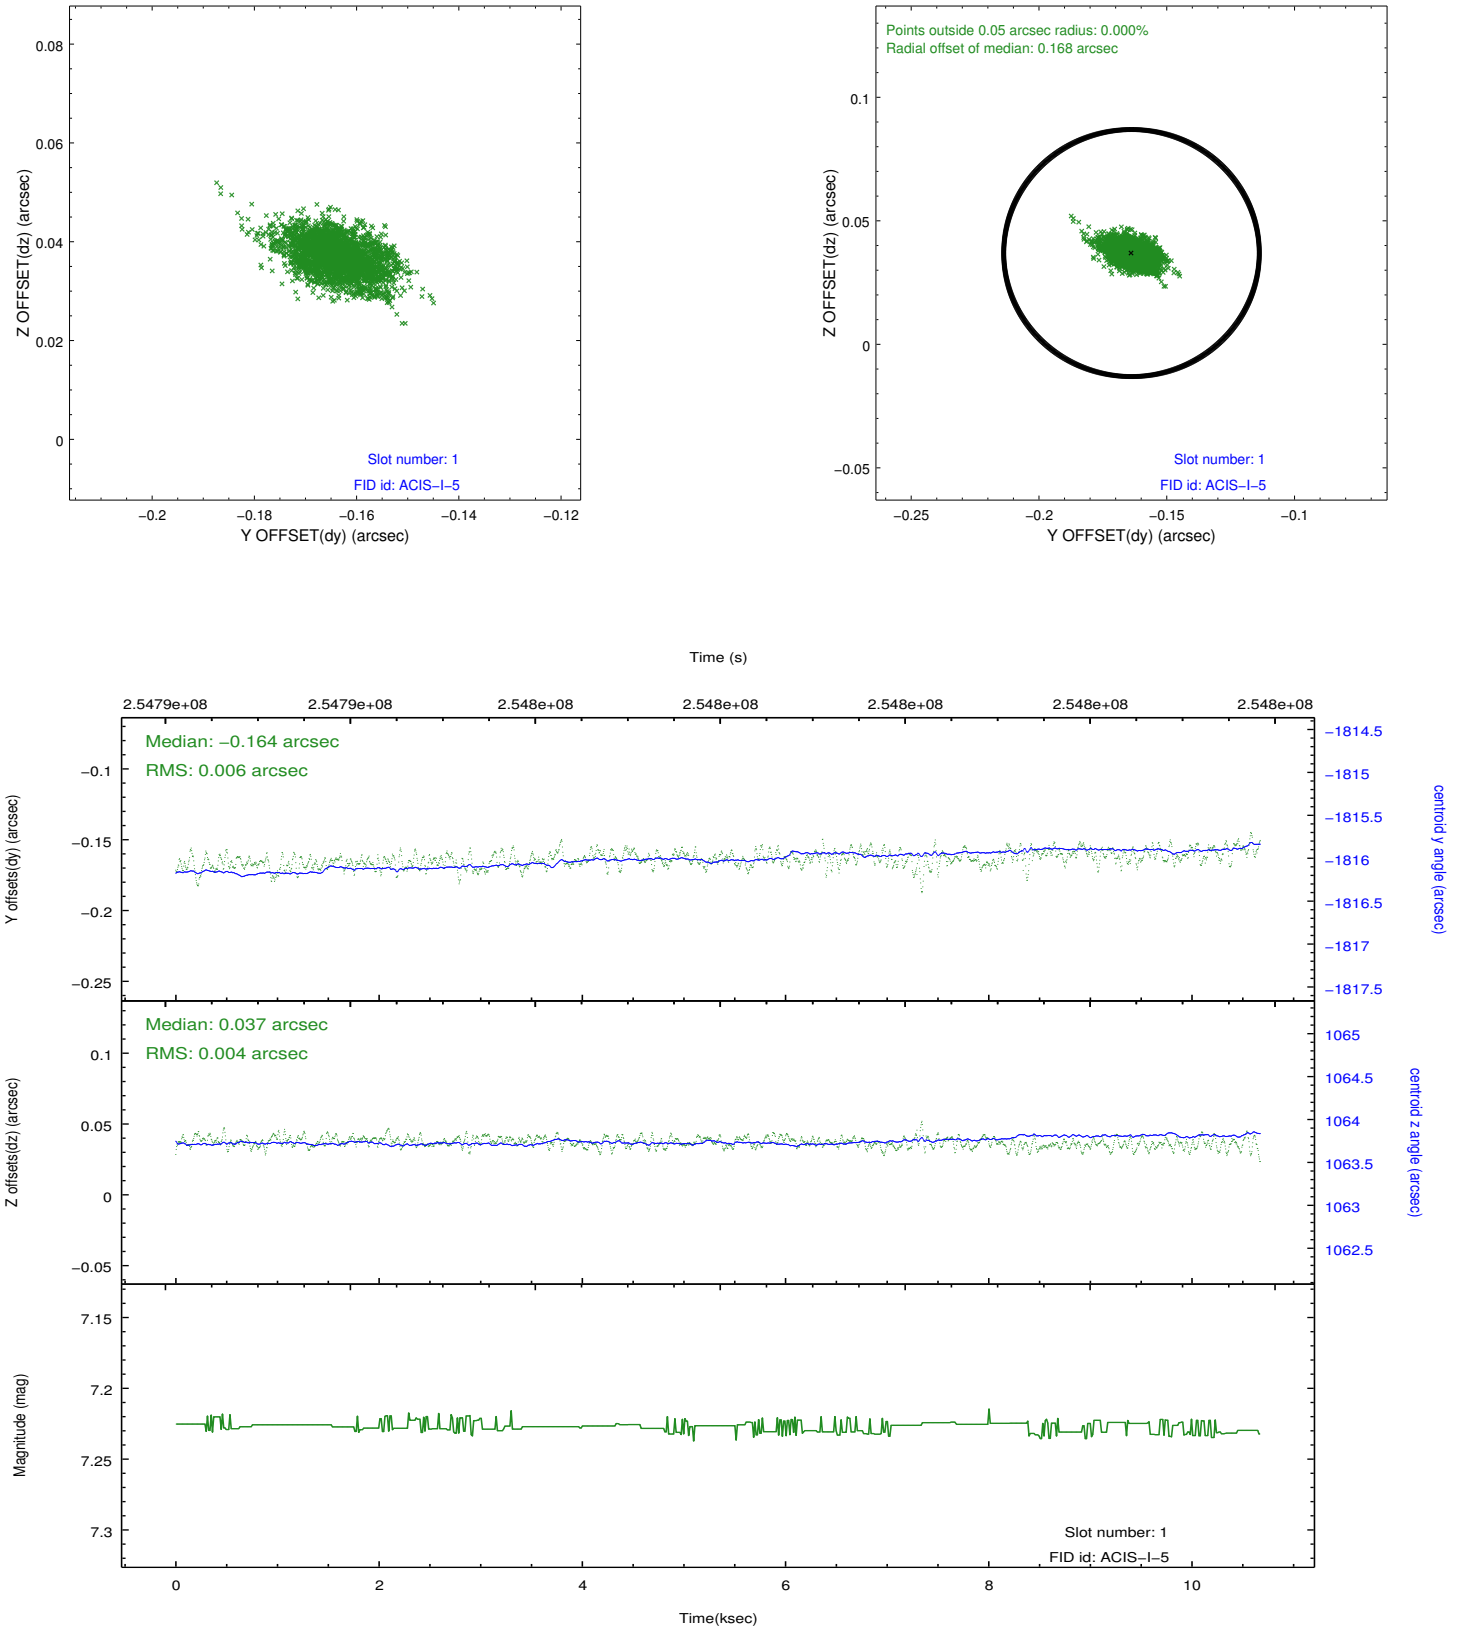 0.08
0.06
0.04
0.02
0
Z OFFSET(dz) (arcsec)
Slot number: 1
FID id: ACIS−I−5
−0.2 −0.18 −0.16 −0.14 −0.12
Y OFFSET(dy) (arcsec)
Points outside 0.05 arcsec radius: 0.000%
Radial offset of median: 0.168 arcsec
0.1
0.05
0
−0.05
Z OFFSET(dz) (arcsec)
Slot number: 1
FID id: ACIS−I−5
−0.25 −0.2 −0.15 −0.1
Y OFFSET(dy) (arcsec)
Time (s)
2.5479e+08 2.5479e+08 2.548e+08 2.548e+08 2.548e+08 2.548e+08 2.548e+08
Median: −0.164 arcsec
RMS: 0.006 arcsec
−0.1
−0.15
−0.2
−0.25
Y offsets(dy) (arcsec)
−1814.5
−1815
−1815.5
−1816
−1816.5
−1817
−1817.5
centroid y angle (arcsec)
Median: 0.037 arcsec
RMS: 0.004 arcsec
0.1
0.05
0
−0.05
Z offsets(dz) (arcsec)
1065
1064.5
1064
1063.5
1063
1062.5
centroid z angle (arcsec)
7.15
7.2
7.25
7.3
Magnitude (mag)
Slot number: 1
FID id: ACIS−I−5
0 2 4 6 8 10
Time(ksec)